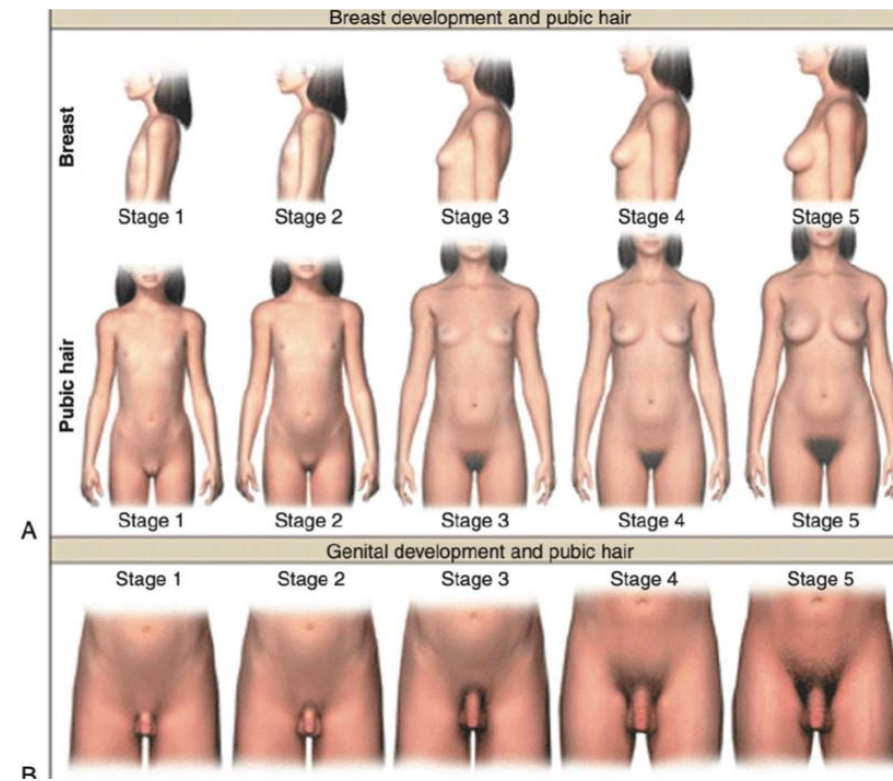 Breast development and pubic hair
Breast
Stage 1 Stage 2 Stage 3 Stage 4 Stage 5
Pubic hair
Stage 1 Stage 2 Stage 3 Stage 4 Stage 5
A
Genital development and pubic hair
Stage 1 Stage 2 Stage 3 Stage 4 Stage 5
B